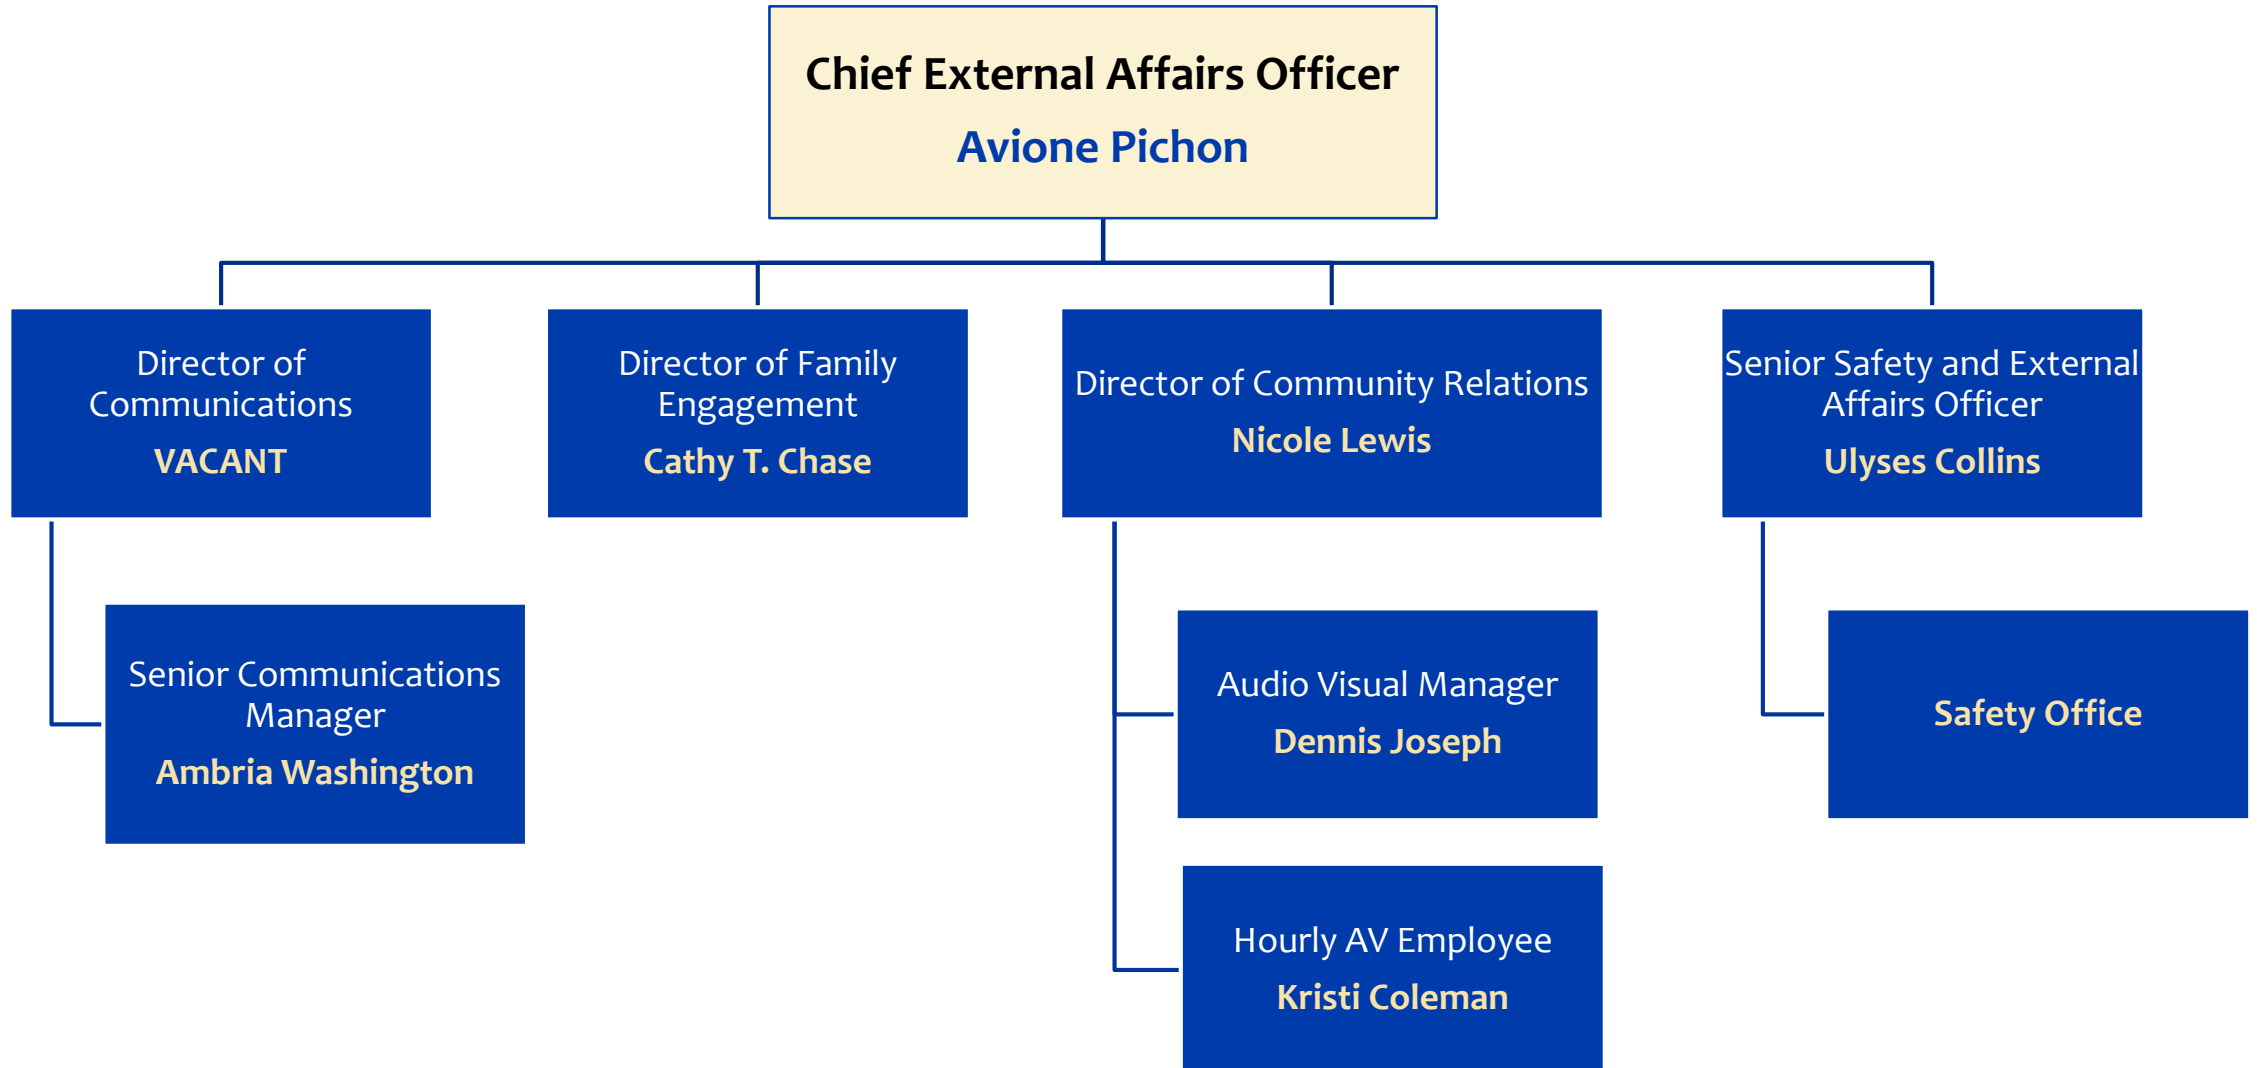 Chief External Affairs Officer
Avione Pichon
Director of
Communications
VACANT
Director of Family
Engagement
Cathy T. Chase
Director of Community Relations
Nicole Lewis
Senior Safety and External
Affairs Officer
Ulyses Collins
Senior Communications
Manager
Ambria Washington
Audio Visual Manager
Dennis Joseph
Safety Office
Hourly AV Employee
Kristi Coleman